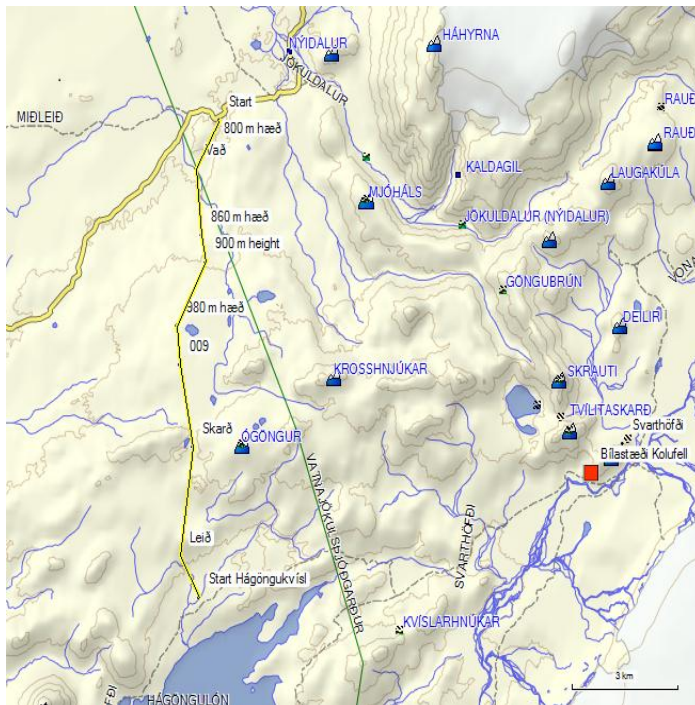 NÝIDALUR
HÁHYRNA
JÖKULDALUR
Start
RAUÐ
MIÐLEIÐ
800 m hæð
RAUÐ
Vað
KALDAGIL
LAUGAKÚLA
MJÓHÁLS
860 m hæð
JÖKULDALUR (NÝIDALUR)
900 m height
VONA
GÖNGUBRÚN
980 m hæð
DEILIR
009
KROSSHNJÚKAR
SKRAUTI
TVÍLITASKARÐ
Skarð
Svarthöfði
ÓGÖNGUR
Bílastæði Kolufell
VATNAJÖKULSÞJÓÐGARÐUR
SVARTHÖFÐI
Leið
Start Hágöngukvísl
KVÍSLARHNÚKAR
3 km
HÁGÖNGULÓN